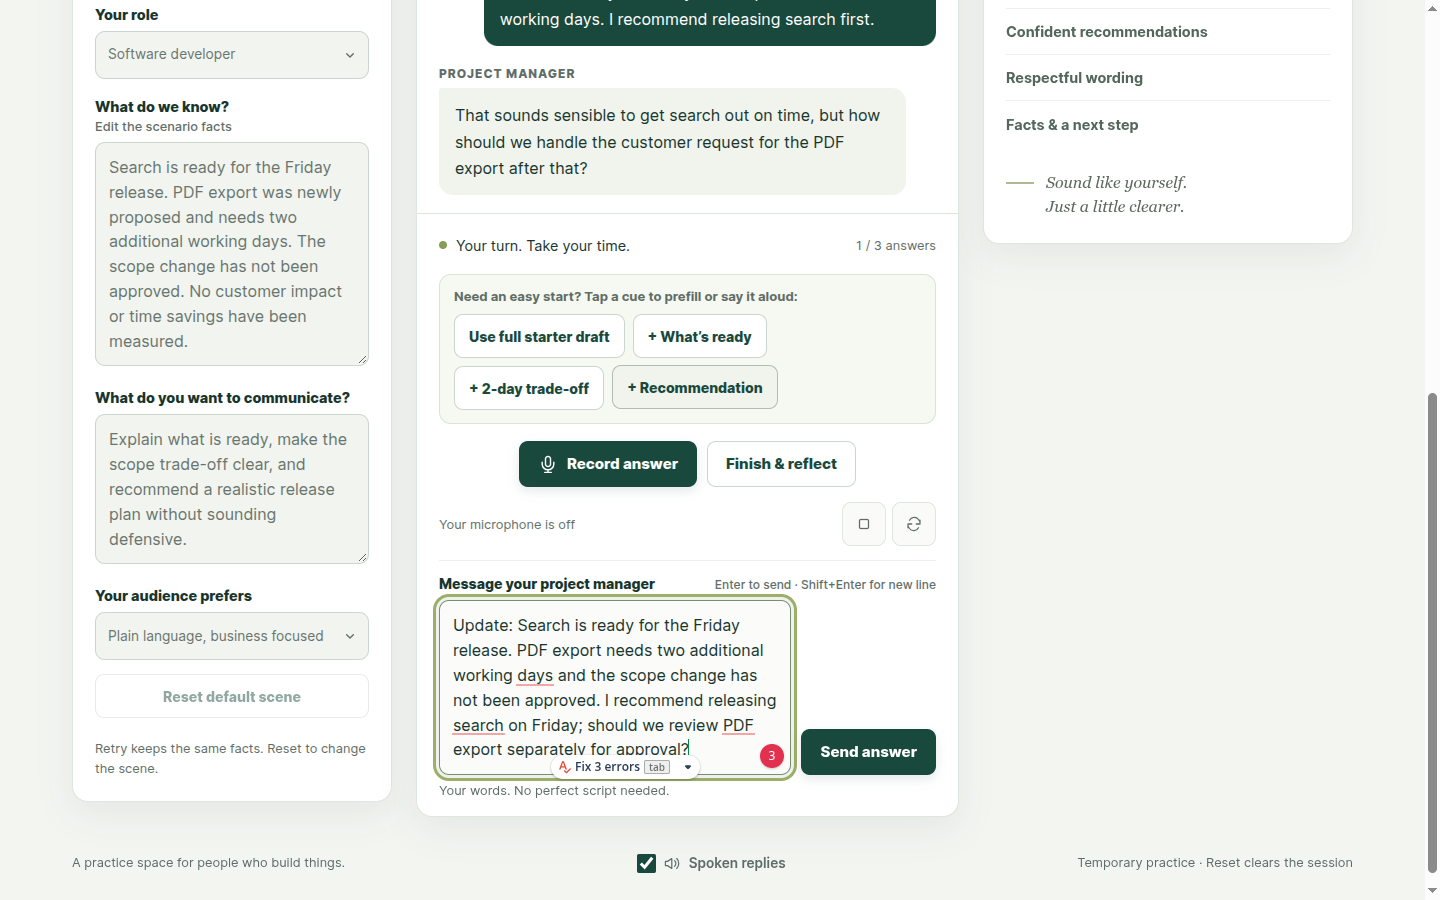 Your role
Software developer
What do we know?
Edit the scenario facts
Search is ready for the Friday
release. PDF export was newly
proposed and needs two
additional working days. The
scope change has not been
approved. No customer impact
or time savings have been
measured.
What do you want to communicate?
Explain what is ready, make the
scope trade-off clear, and
recommend a realistic release
plan without sounding
defensive.
Your audience prefers
Plain language, business focused
Reset default scene
Retry keeps the same facts. Reset to change
the scene.
working days. I recommend releasing search first.
PROJECT MANAGER
That sounds sensible to get search out on time, but how
should we handle the customer request for the PDF
export after that?
Your turn. Take your time.
1 / 3 answers
Need an easy start? Tap a cue to prefill or say it aloud:
Use full starter draft
+ What's ready
+ 2-day trade-off
+ Recommendation
Record answer
Finish & reflect
Your microphone is off
Message your project manager
Enter to send · Shift+Enter for new line
Update: Search is ready for the Friday
release. PDF export needs two additional
working days and the scope change has
not been approved. I recommend releasing
search on Friday; should we review PDF
export separately for approval?
3
Fix 3 errors tab
Send answer
Your words. No perfect script needed.
Confident recommendations
Respectful wording
Facts & a next step
Sound like yourself.
Just a little clearer.
A practice space for people who build things.
Spoken replies
Temporary practice · Reset clears the session